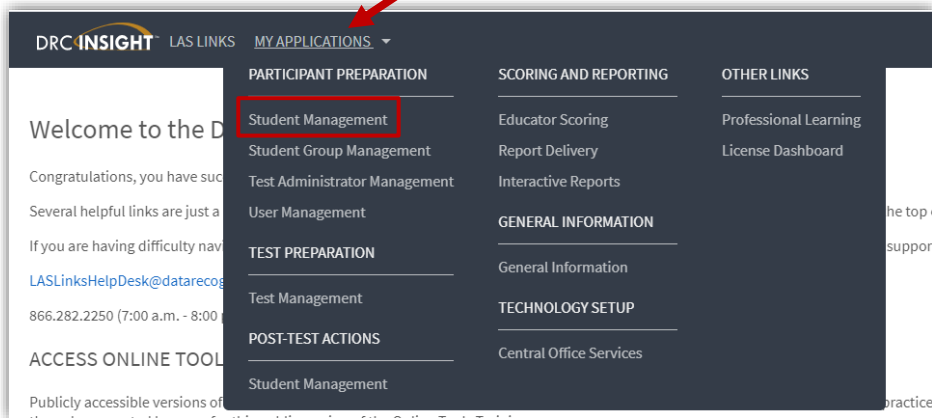 DRC INSIGHT™ LAS LINKS MY APPLICATIONS
PARTICIPANT PREPARATION
Student Management
Student Group Management
Test Administrator Management
User Management
TEST PREPARATION
Test Management
POST-TEST ACTIONS
Student Management
SCORING AND REPORTING
Educator Scoring
Report Delivery
Interactive Reports
GENERAL INFORMATION
General Information
TECHNOLOGY SETUP
Central Office Services
OTHER LINKS
Professional Learning
License Dashboard
Welcome to the D
Congratulations, you have suc
Several helpful links are just a he top
If you are having difficulty navi suppor
LASLinksHelpDesk@datarecog
866.282.2250 (7:00 a.m. - 8:00
ACCESS ONLINE TOOL
Publicly accessible versions of practice